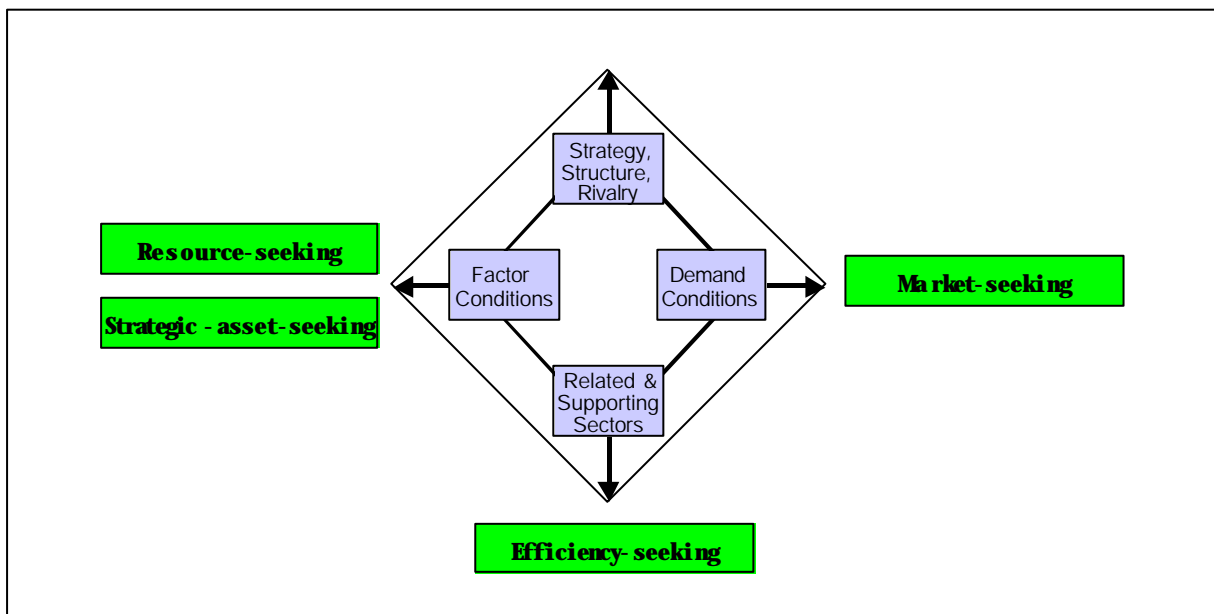 Strategy,
Structure,
Rivalry
Resource-seeking
Factor
Conditions
Demand
Conditions
Market-seeking
Strategic - asset-seeking
Related &
Supporting
Sectors
Efficiency-seeking